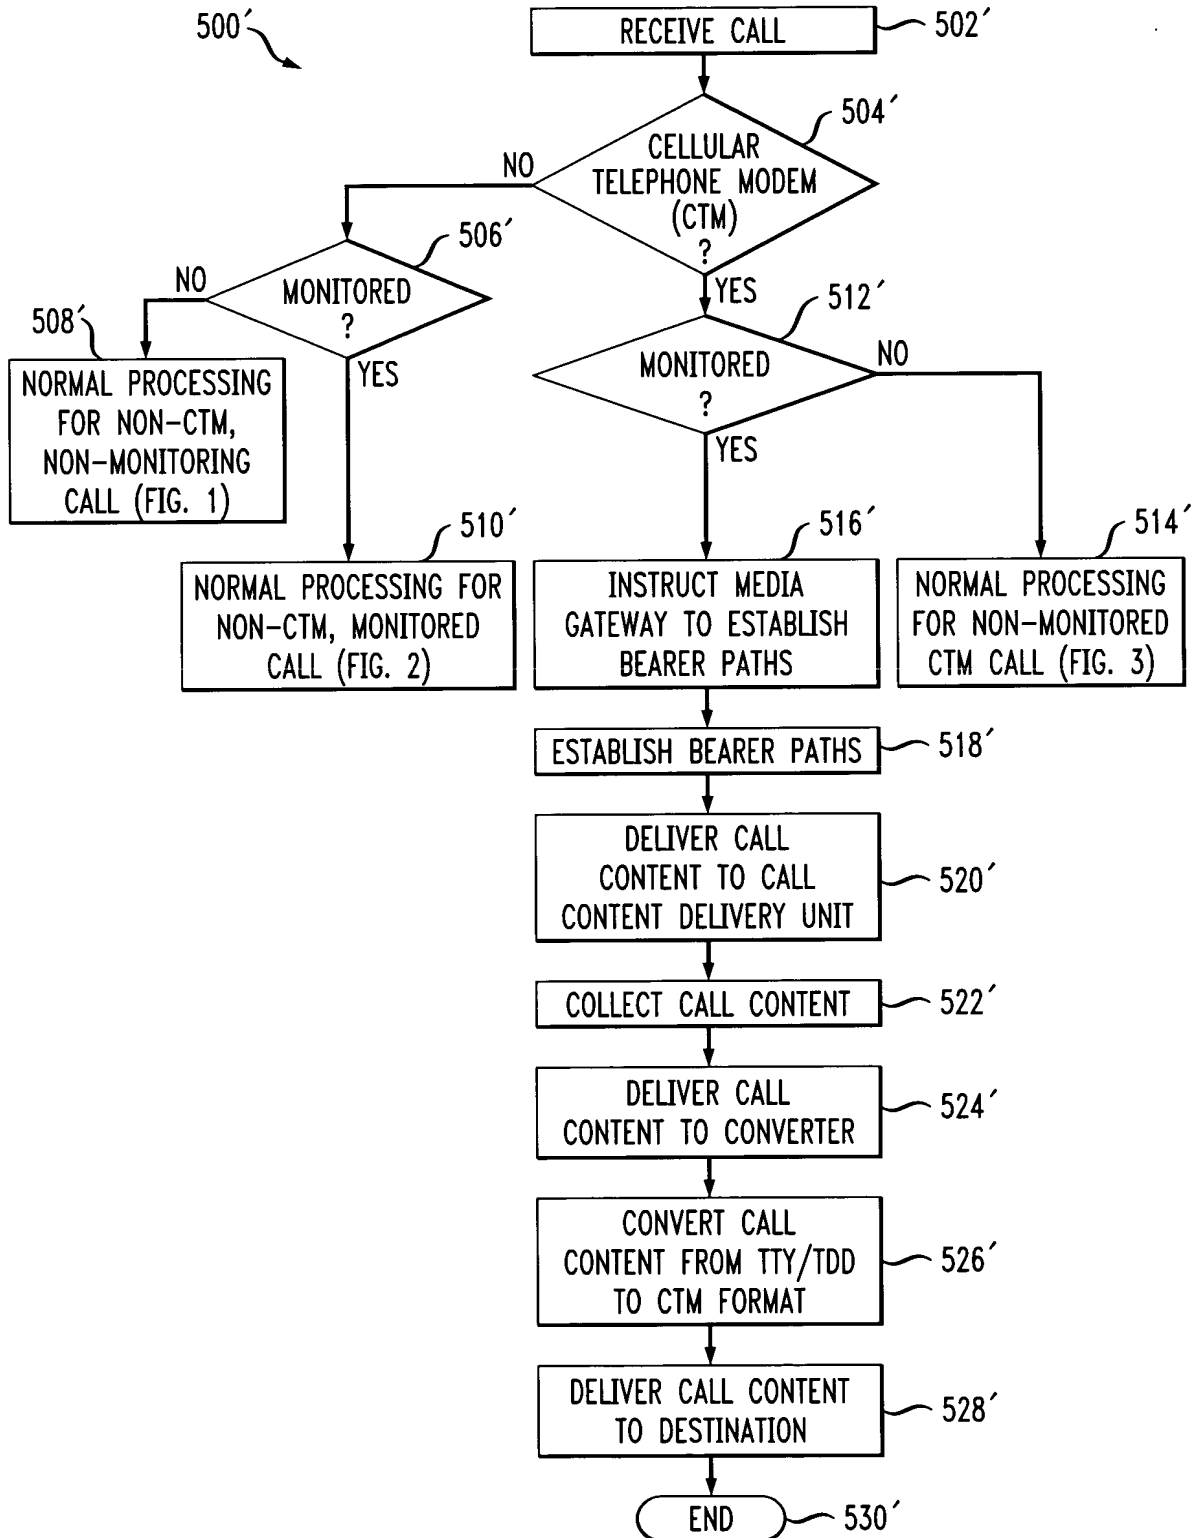 500′
RECEIVE CALL
502′
504′
CELLULAR
TELEPHONE MODEM
(CTM)
?
NO
YES
506′
MONITORED
?
NO
YES
508′
NORMAL PROCESSING
FOR NON-CTM,
NON-MONITORING
CALL (FIG. 1)
510′
NORMAL PROCESSING FOR
NON-CTM, MONITORED
CALL (FIG. 2)
512′
MONITORED
?
NO
YES
514′
NORMAL PROCESSING
FOR NON-MONITORED
CTM CALL (FIG. 3)
516′
INSTRUCT MEDIA
GATEWAY TO ESTABLISH
BEARER PATHS
ESTABLISH BEARER PATHS
518′
DELIVER CALL
CONTENT TO CALL
CONTENT DELIVERY UNIT
520′
COLLECT CALL CONTENT
522′
DELIVER CALL
CONTENT TO CONVERTER
524′
CONVERT CALL
CONTENT FROM TTY/TDD
TO CTM FORMAT
526′
DELIVER CALL CONTENT
TO DESTINATION
528′
END
530′